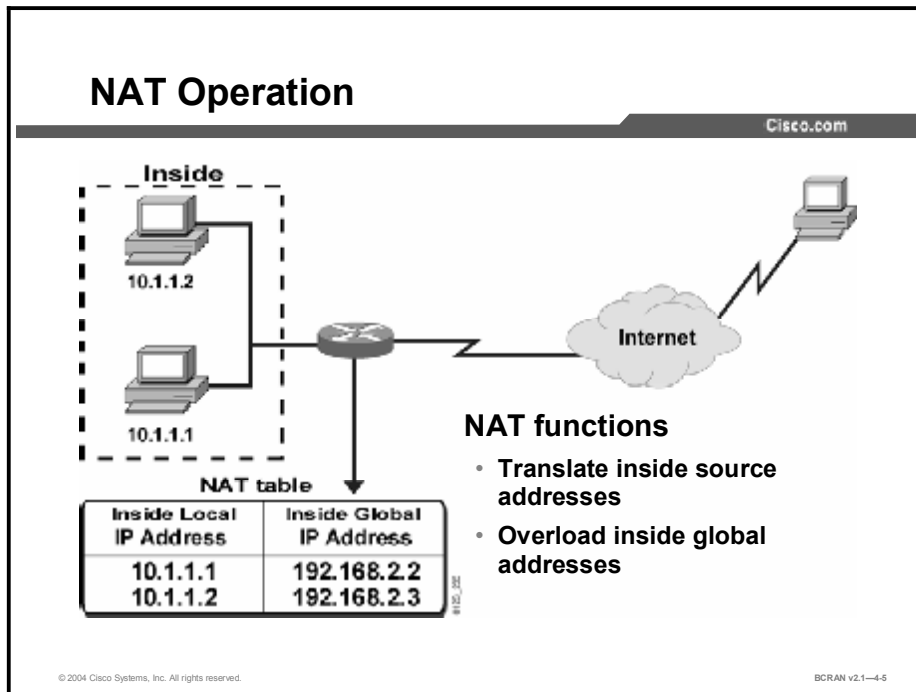 NAT Operation
Cisco.com
Inside
10.1.1.2
10.1.1.1
Internet
NAT functions
• Translate inside source
addresses
• Overload inside global
addresses
NAT table
Inside Local
IP Address
Inside Global
IP Address
10.1.1.1 192.168.2.2
10.1.1.2 192.168.2.3
© 2004 Cisco Systems, Inc. All rights reserved.
BCRAN v2.1—4-5